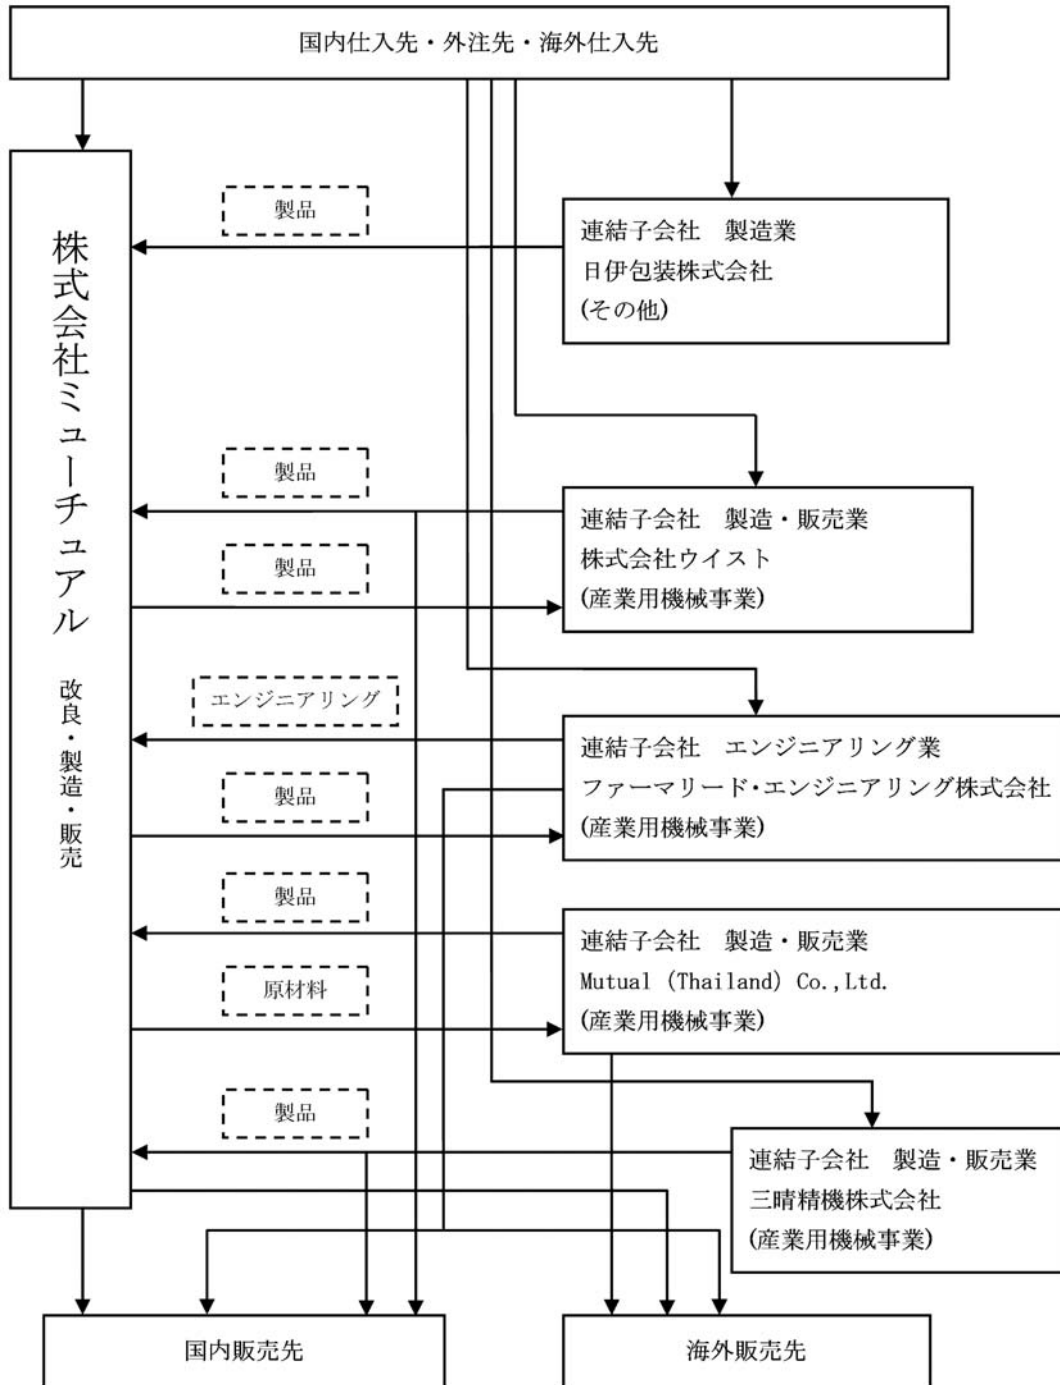 国内仕入先・外注先・海外仕入先
株式会社ミューチュアル 改良・製造・販売
製品
連結子会社 製造業
日伊包装株式会社
(その他)
製品
製品
連結子会社 製造・販売業
株式会社ウイスト
(産業用機械事業)
エンジニアリング
製品
連結子会社 エンジニアリング業
ファーマリード・エンジニアリング株式会社
(産業用機械事業)
製品
原材料
連結子会社 製造・販売業
Mutual (Thailand) Co.,Ltd.
(産業用機械事業)
製品
連結子会社 製造・販売業
三晴精機株式会社
(産業用機械事業)
国内販売先
海外販売先